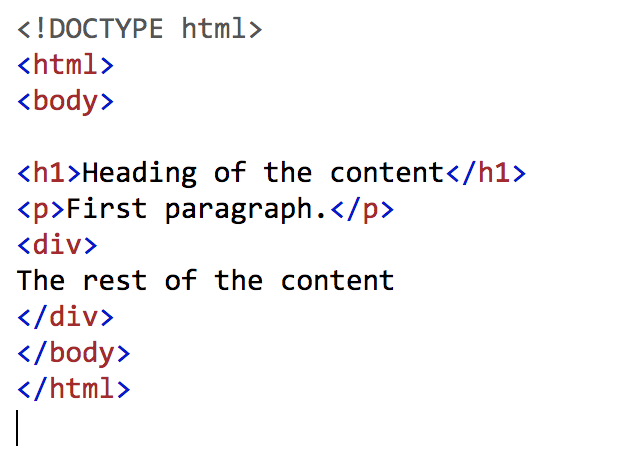 <!DOCTYPE html>
<html>
<body>
<h1>Heading of the content</h1>
<p>First paragraph.</p>
<div>
The rest of the content
</div>
</body>
</html>